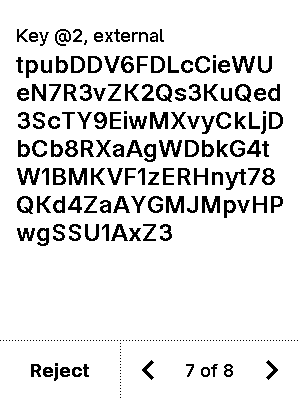 Key @2, external
tpubDDV6FDLcCieWU
eN7R3vZK2Qs3KuQed
3ScTY9EiwMXvyCkLjD
bCb8RXaAgWDbkG4t
W1BMKVF1zERHnyt78
QKd4ZaAYGMJMpvHP
wgSSU1AxZ3
Reject
7 of 8